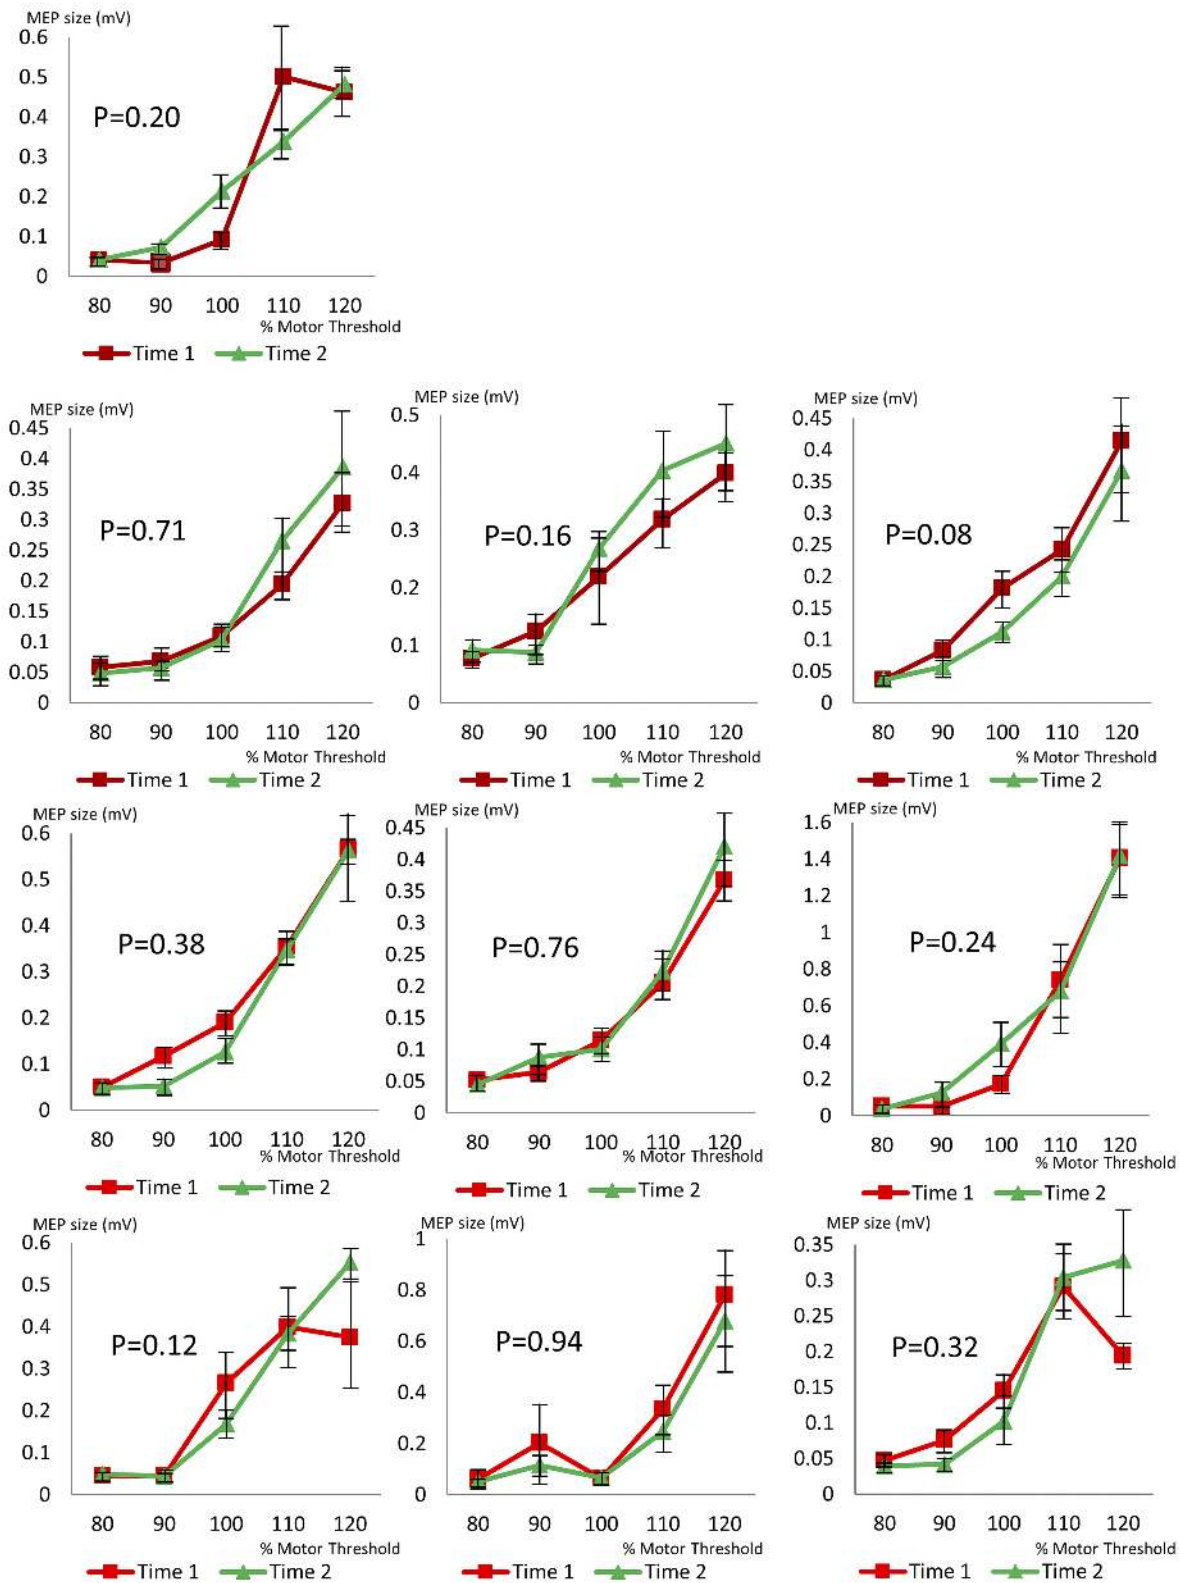 MEP size (mV)
0.6
0.5
0.4
0.3
0.2
0.1
0
P=0.20
80 90 100 110 120
% Motor Threshold
Time 1 Time 2
MEP size (mV)
0.45
0.4
0.35
0.3
0.25
0.2
0.15
0.1
0.05
0
P=0.71
80 90 100 110 120
% Motor Threshold
Time 1 Time 2
MEP size (mV)
0.5
0.4
0.3
0.2
0.1
0
P=0.16
80 90 100 110 120
% Motor Threshold
Time 1 Time 2
MEP size (mV)
0.45
0.4
0.35
0.3
0.25
0.2
0.15
0.1
0.05
0
P=0.08
80 90 100 110 120
% Motor Threshold
Time 1 Time 2
MEP size (mV)
0.6
0.5
0.4
0.3
0.2
0.1
0
P=0.38
80 90 100 110 120
% Motor Threshold
Time 1 Time 2
MEP size (mV)
0.45
0.4
0.35
0.3
0.25
0.2
0.15
0.1
0.05
0
P=0.76
80 90 100 110 120
% Motor Threshold
Time 1 Time 2
MEP size (mV)
1.6
1.4
1.2
1
0.8
0.6
0.4
0.2
0
P=0.24
80 90 100 110 120
% Motor Threshold
Time 1 Time 2
MEP size (mV)
0.6
0.5
0.4
0.3
0.2
0.1
0
P=0.12
80 90 100 110 120
% Motor Threshold
Time 1 Time 2
MEP size (mV)
1
0.8
0.6
0.4
0.2
0
P=0.94
80 90 100 110 120
% Motor Threshold
Time 1 Time 2
MEP size (mV)
0.35
0.3
0.25
0.2
0.15
0.1
0.05
0
P=0.32
80 90 100 110 120
% Motor Threshold
Time 1 Time 2